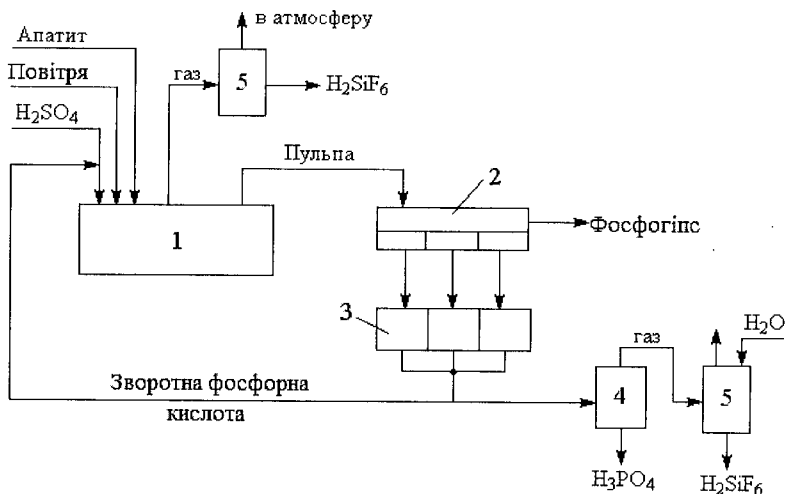 в атмосферу
Апатит
Повітря
H₂SO₄
газ
5
H₂SiF₆
Пульпа
2
1
Фосфогіпс
3
H₂O
газ
Зворотна фосфорна
кислота
4
5
H₃PO₄
H₂SiF₆